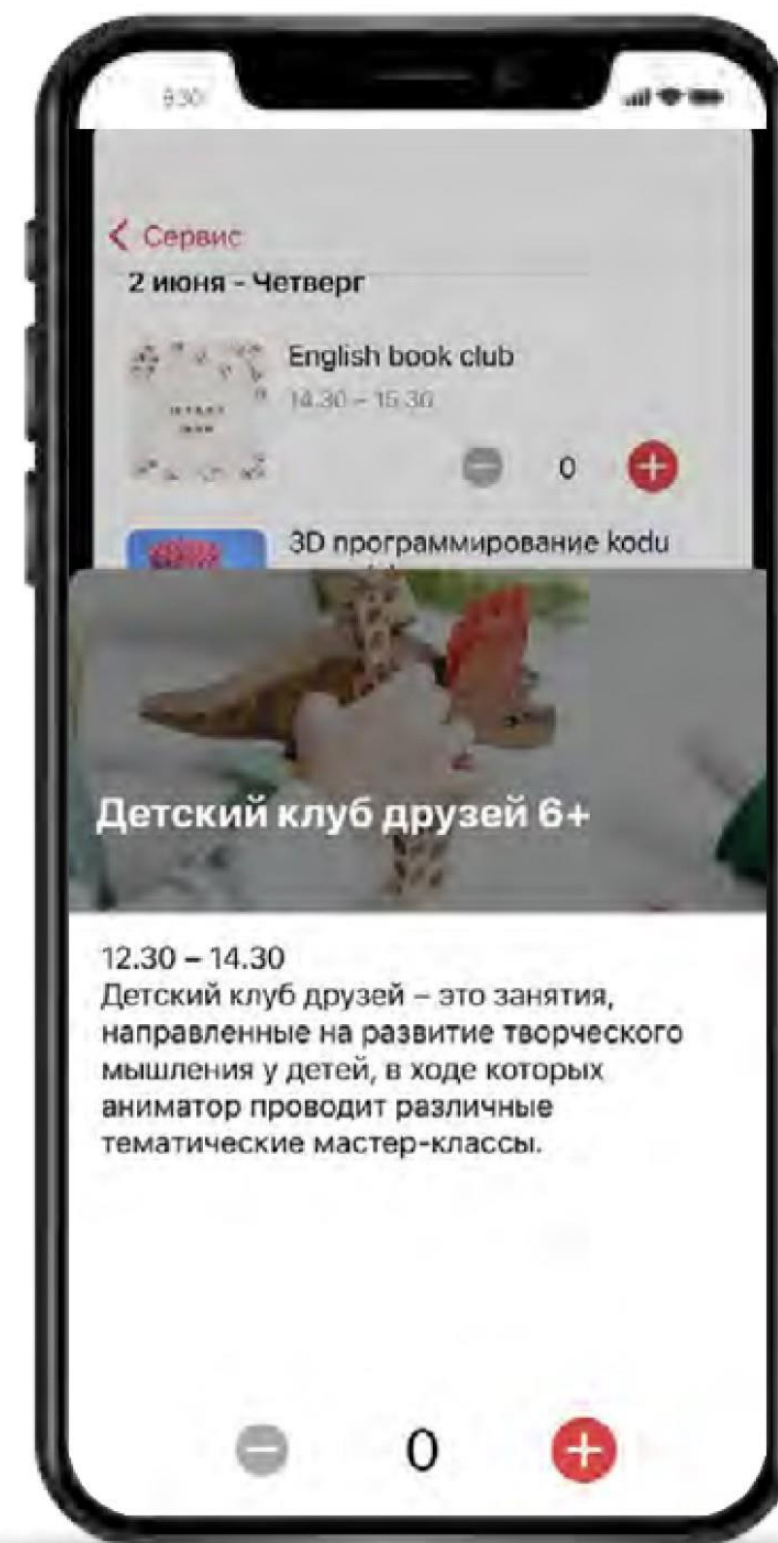 9:30
Сервис
2 июня - Четверг
English book club
14.30 – 15.30
0
3D программирование kodu
Детский клуб друзей 6+
12.30 – 14.30
Детский клуб друзей – это занятия,
направленные на развитие творческого
мышления у детей, в ходе которых
аниматор проводит различные
тематические мастер-классы.
0